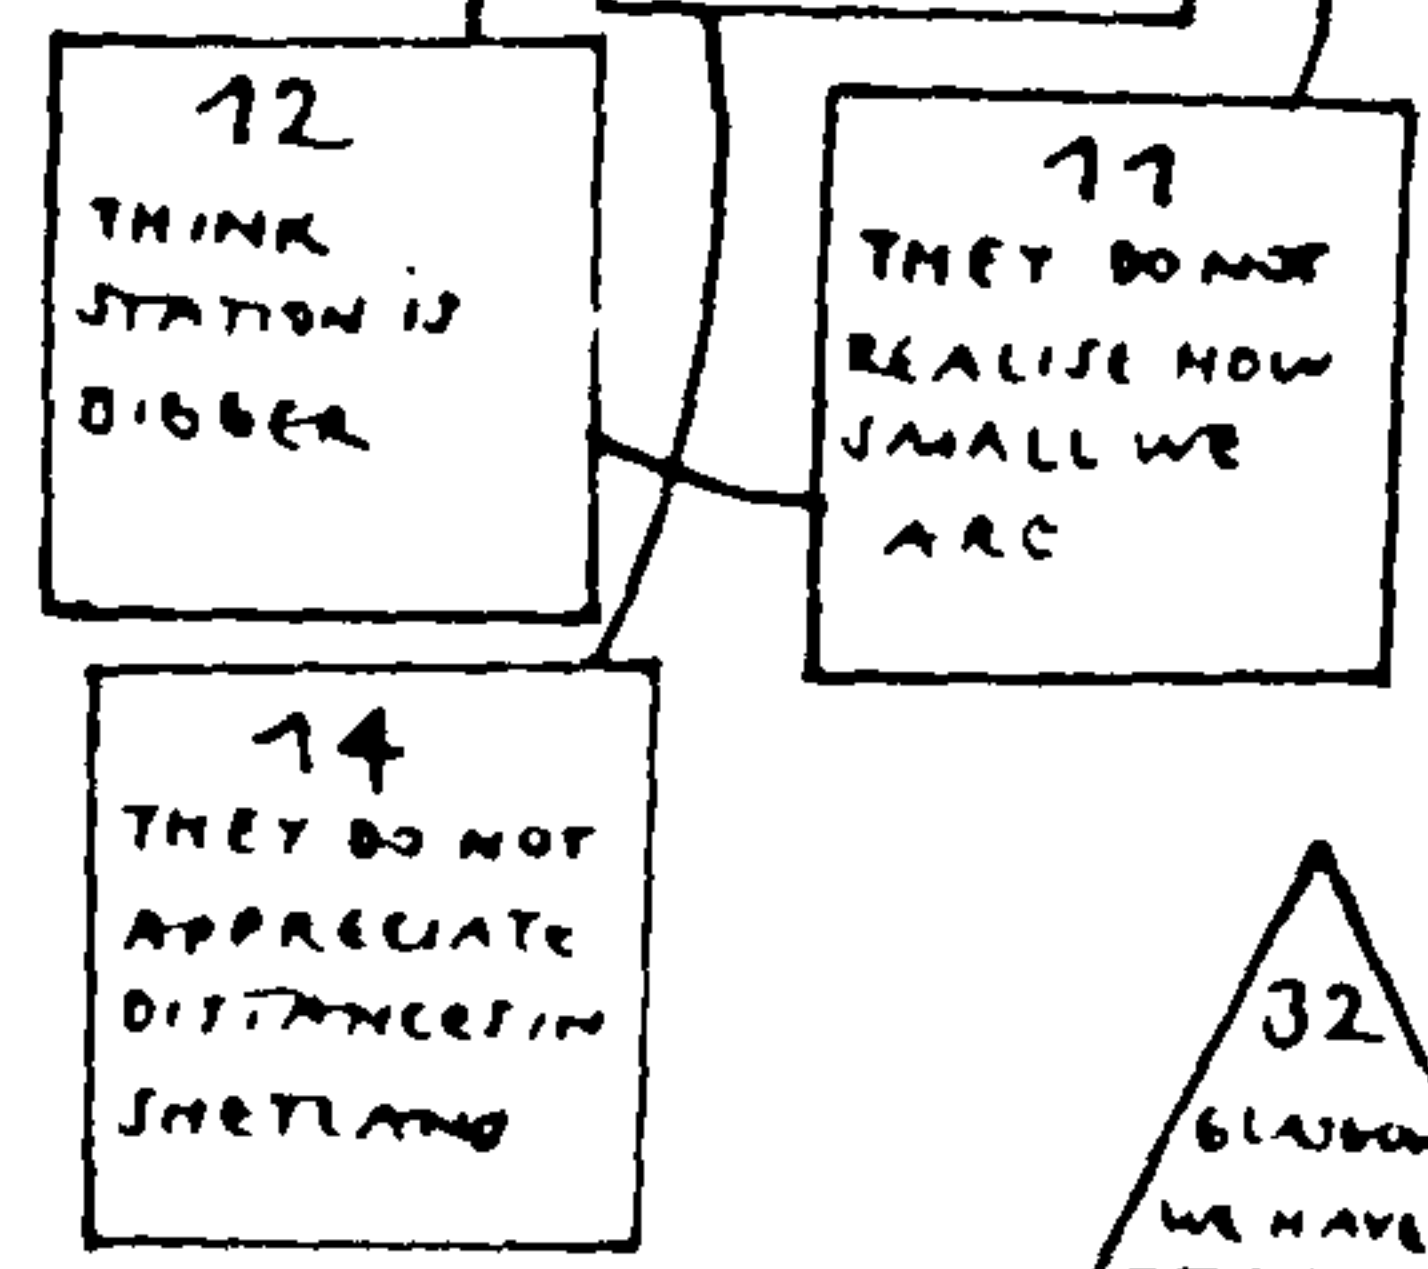 12
THINK
STATION iS
BIGGER
11
THEY DO NOT
REALISE HOW
SMALL WE
ARE
14
THEY DO NOT
APPRECIATE
DISTANCES IN
SHETLAND
32
WE HAVE